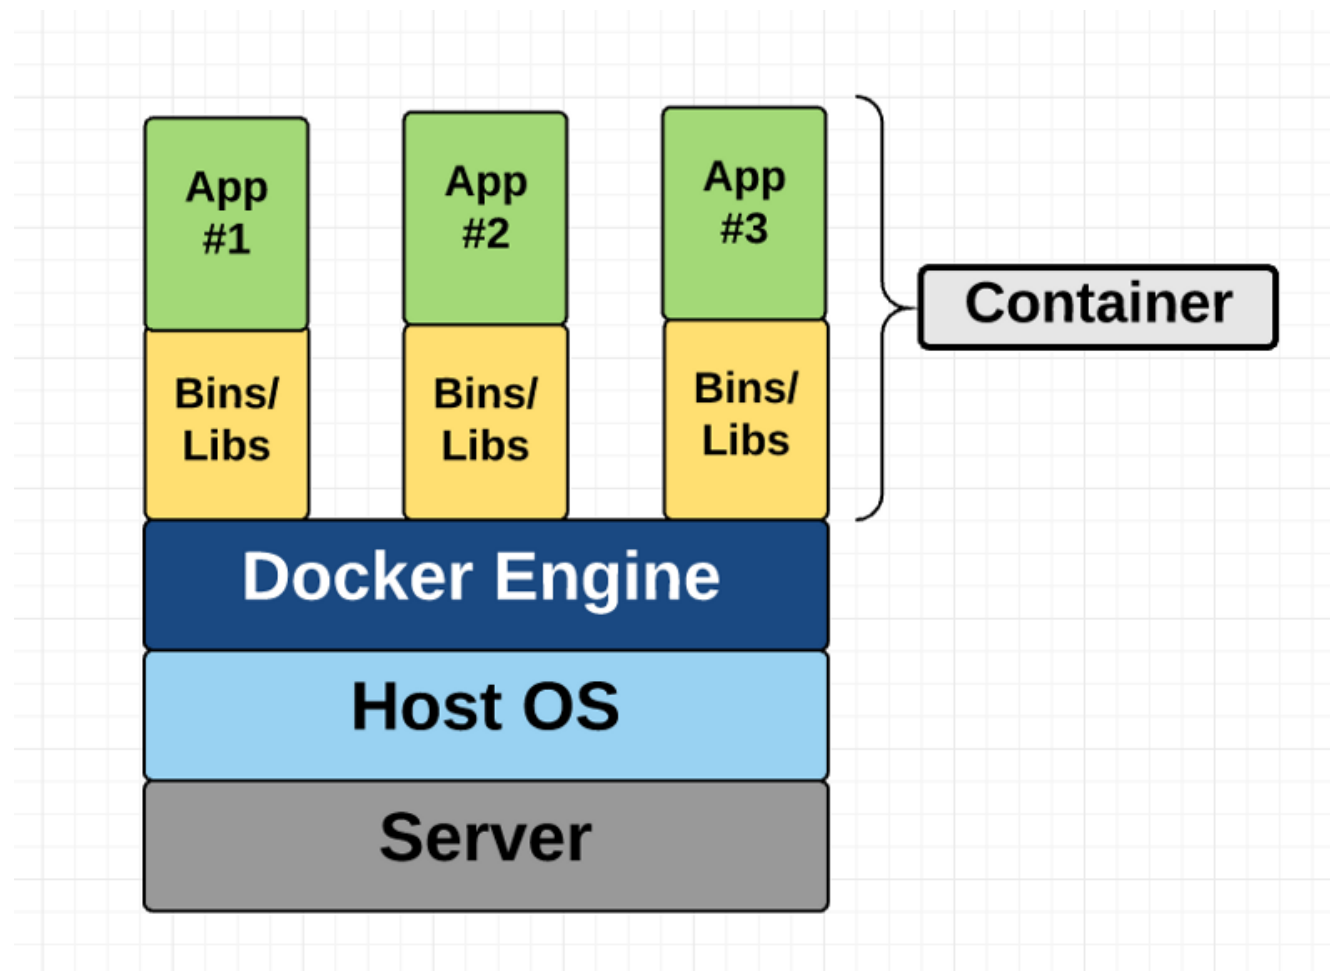 App
#1
App
#2
App
#3
Container
Bins/
Libs
Bins/
Libs
Bins/
Libs
Docker Engine
Host OS
Server